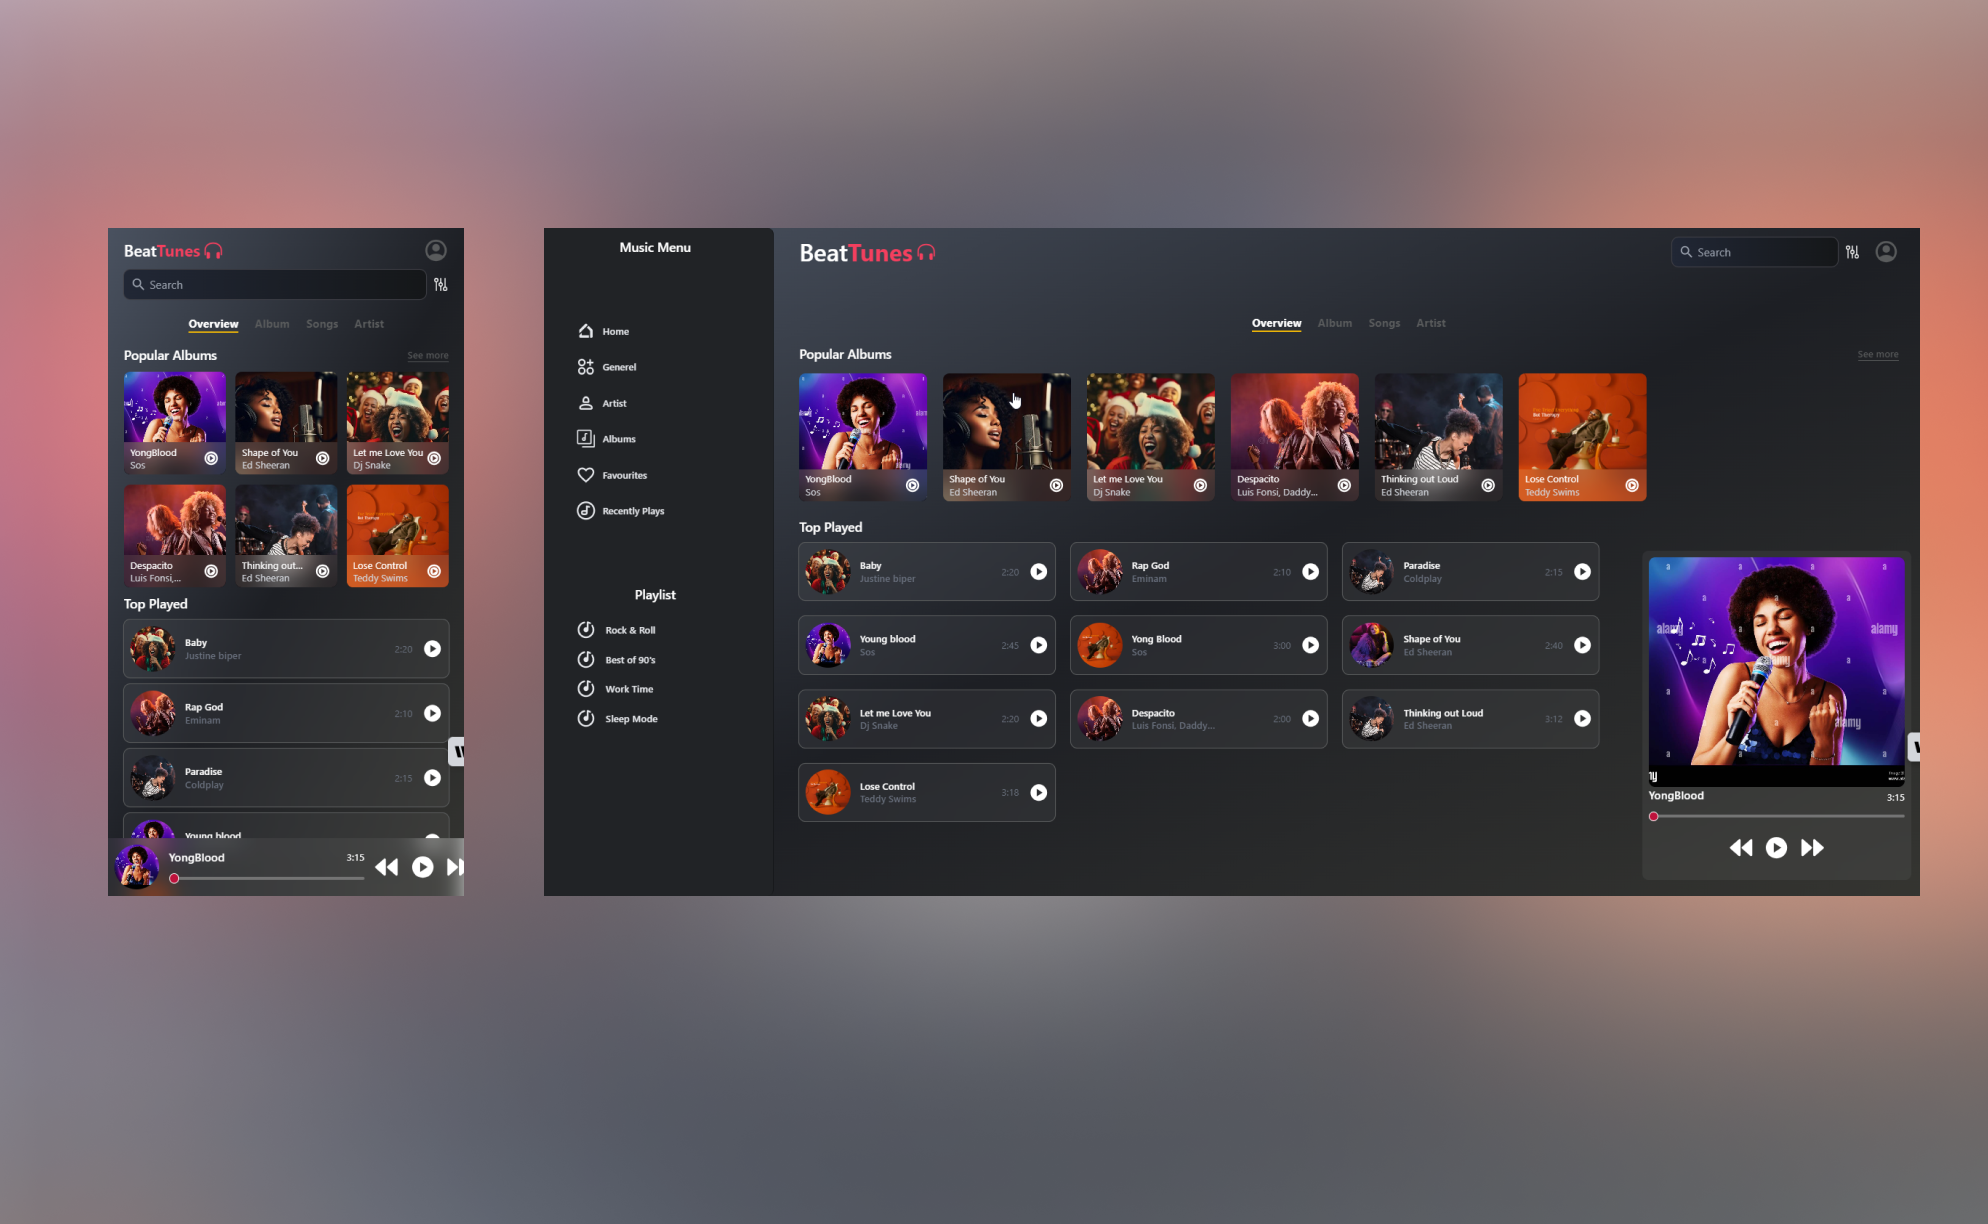 BeatTunes
Search
Overview Album Songs Artist
Popular Albums See more
YongBlood
Sos
Shape of You
Ed Sheeran
Let me Love You
Dj Snake
Despacito
Luis Fonsi,...
Thinking out...
Ed Sheeran
Lose Control
Teddy Swims
Top Played
Baby
Justine biper
2:20
Rap God
Eminam
2:10
Paradise
Coldplay
2:15
Young blood
YongBlood 3:15
Music Menu
Home
Generel
Artist
Albums
Favourites
Recently Plays
Playlist
Rock & Roll
Best of 90's
Work Time
Sleep Mode
BeatTunes
Search
Overview Album Songs Artist
Popular Albums See more
YongBlood
Sos
alamy
Shape of You
Ed Sheeran
Let me Love You
Dj Snake
Despacito
Luis Fonsi, Daddy...
Thinking out Loud
Ed Sheeran
Lose Control
Teddy Swims
Top Played
Baby
Justine biper
2:20
Rap God
Eminam
2:10
Paradise
Coldplay
2:15
Young blood
Sos
2:45
Yong Blood
Sos
3:00
Shape of You
Ed Sheeran
2:40
Let me Love You
Dj Snake
2:20
Despacito
Luis Fonsi, Daddy...
2:00
Thinking out Loud
Ed Sheeran
3:12
Lose Control
Teddy Swims
3:18
a a a a
a a a
alamy a alamy
alamy a
a a a a
a alamy
a a a a
YongBlood 3:15